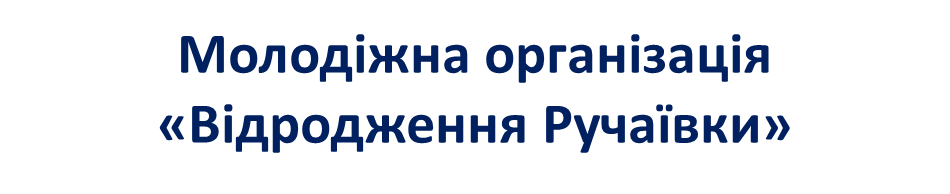 Молодіжна організація
«Відродження Ручаївки»